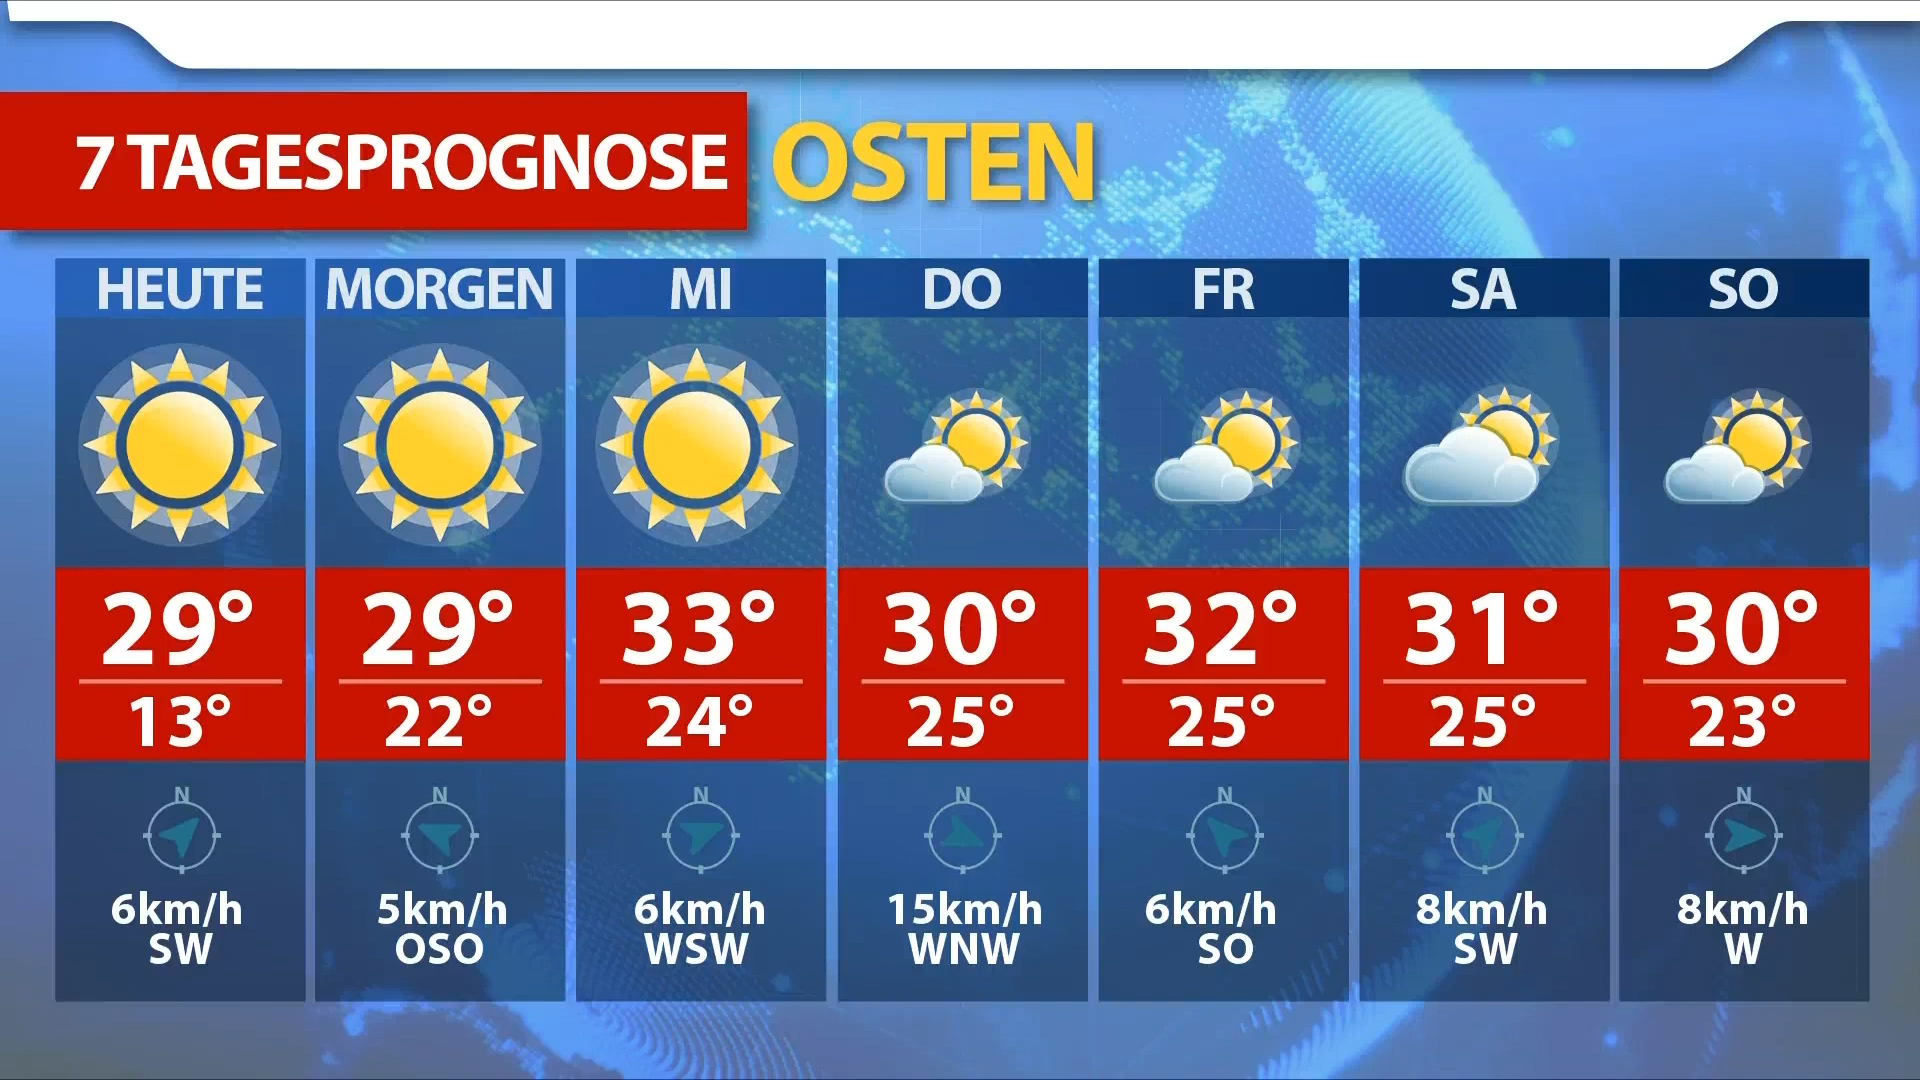 7 TAGESPROGNOSE OSTEN
HEUTE MORGEN MI DO FR SA SO
29° 29° 33° 30° 32° 31° 30°
13° 22° 24° 25° 25° 25° 23°
N N N N N N N
6km/h 5km/h 6km/h 15km/h 6km/h 8km/h 8km/h
SW OSO WSW WNW SO SW W